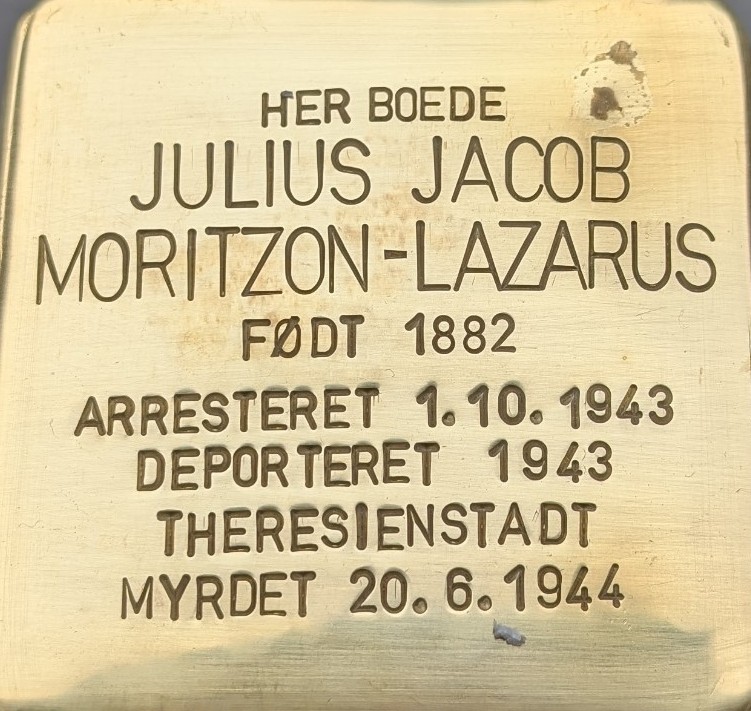 HER BOEDE
JULIUS JACOB
MORITZON-LAZARUS
FØDT 1882
ARRESTERET 1.10.1943
DEPORTERET 1943
THERESIENSTADT
MYRDET 20.6.1944